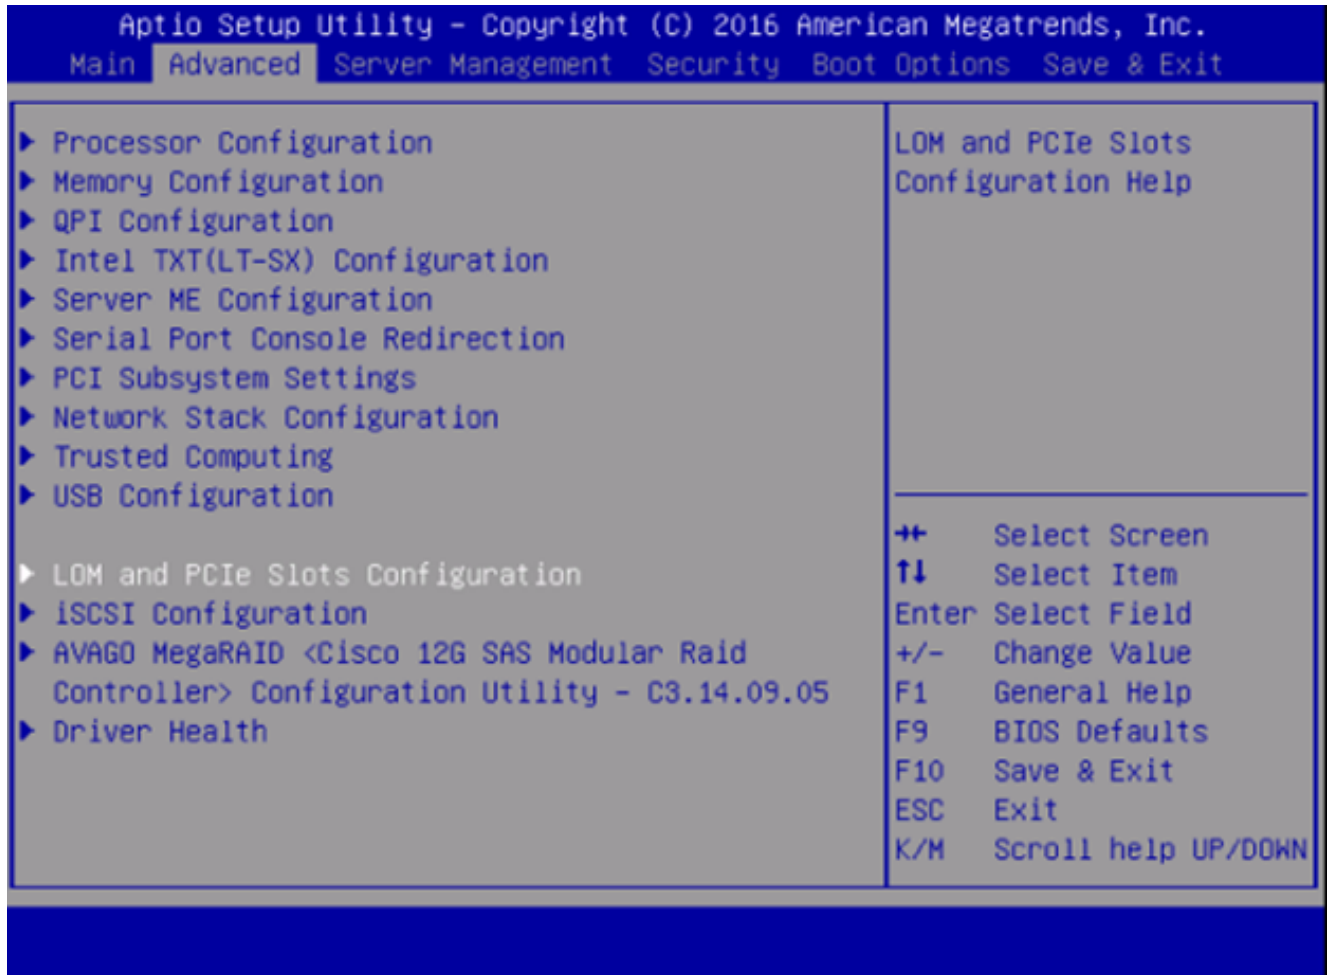 Aptio Setup Utility - Copyright (C) 2016 American Megatrends, Inc.
Main Advanced Server Management Security Boot Options Save & Exit
Processor Configuration
Memory Configuration
QPI Configuration
Intel TXT(LT-SX) Configuration
Server ME Configuration
Serial Port Console Redirection
PCI Subsystem Settings
Network Stack Configuration
Trusted Computing
USB Configuration
LOM and PCIe Slots Configuration
iSCSI Configuration
AVAGO MegaRAID <Cisco 12G SAS Modular Raid
Controller> Configuration Utility - C3.14.09.05
Driver Health
LOM and PCIe Slots
Configuration Help
→← Select Screen
↑↓ Select Item
Enter Select Field
+/- Change Value
F1 General Help
F9 BIOS Defaults
F10 Save & Exit
ESC Exit
K/M Scroll help UP/DOWN